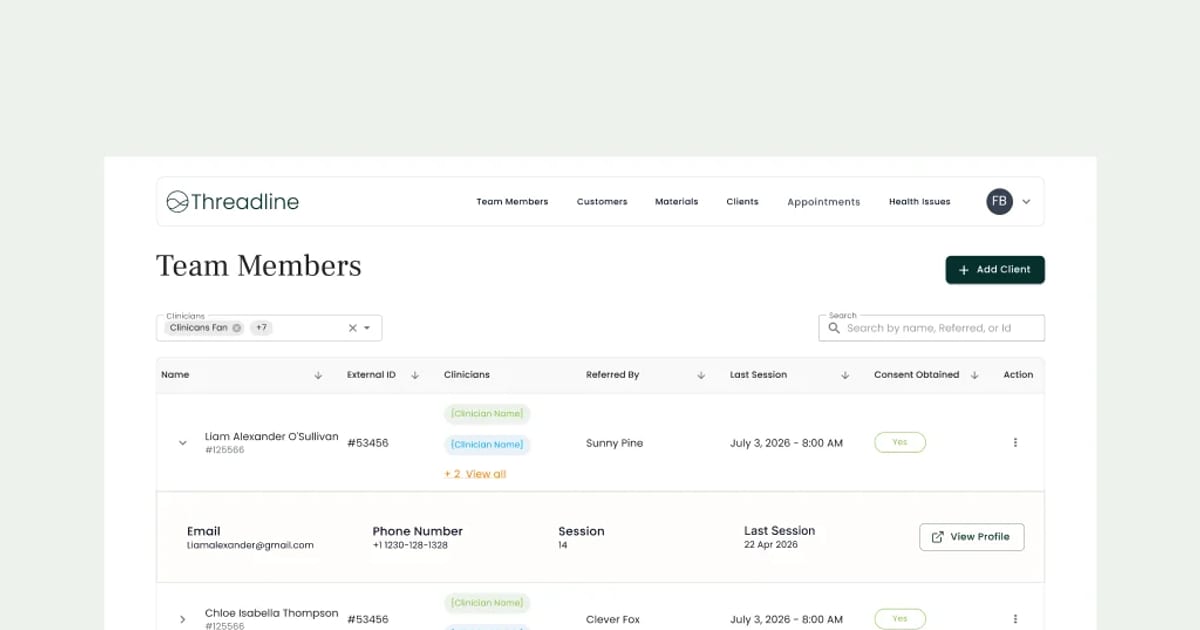 Threadline
Team Members Customers Materials Clients Appointments Health Issues FB
Team Members
+ Add Client
Clinicians
Clinicans Fan +7
Search
Search by name, Referred, or Id
Name External ID Clinicians Referred By Last Session Consent Obtained Action
[Clinician Name]
Liam Alexander O'Sullivan
#125566
#53456
[Clinician Name]
Sunny Pine
July 3, 2026 - 8:00 AM
Yes
+ 2 View all
Email Phone Number Session Last Session
Liamalexander@gmail.com +1 1230-128-1328 14 22 Apr 2026
View Profile
[Clinician Name]
Chloe Isabella Thompson
#125566
#53456
Clever Fox
July 3, 2026 - 8:00 AM
Yes